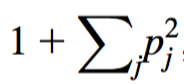 1 + ∑_j p_j^2.